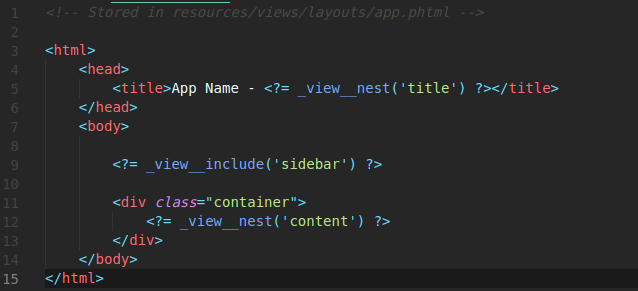 1 <!-- Stored in resources/views/layouts/app.phtml -->
2
3 <html>
4     <head>
5         <title>App Name - <?= _view__nest('title') ?></title>
6     </head>
7     <body>
8
9         <?= _view__include('sidebar') ?>
10
11         <div class="container">
12             <?= _view__nest('content') ?>
13         </div>
14     </body>
15 </html>